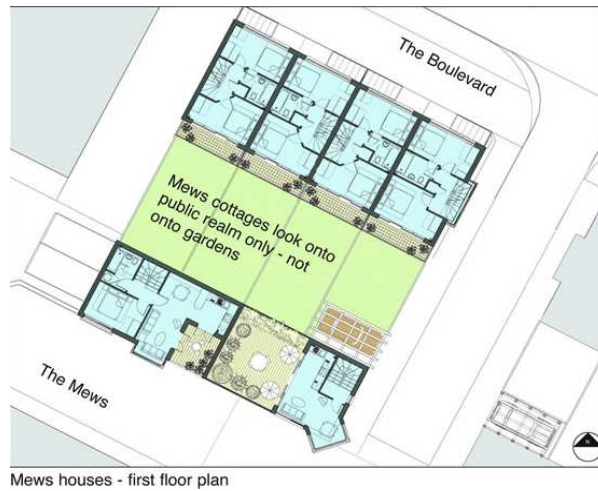 The Boulevard
Mews cottages look onto
public realm only - not
onto gardens
The Mews
N
Mews houses - first floor plan